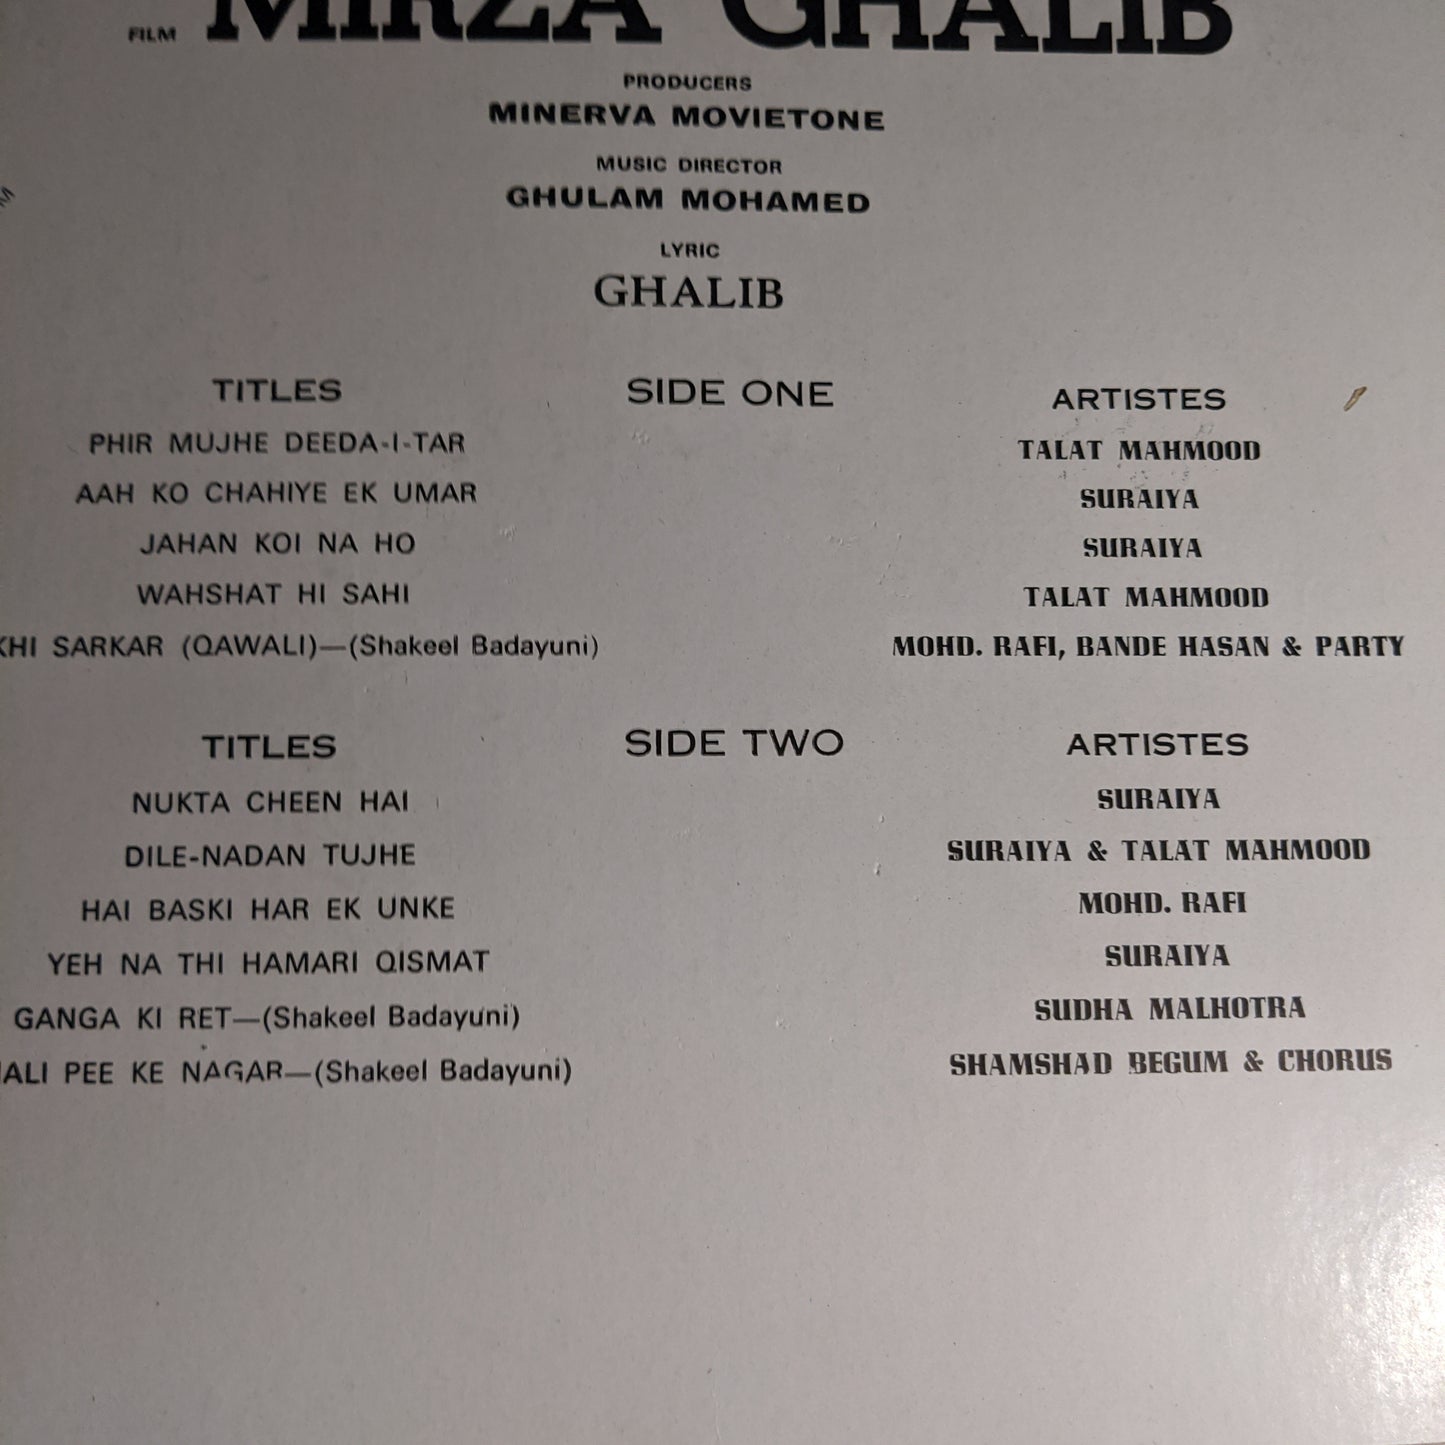 FILM MIRZA GHALIB
PRODUCERS
MINERVA MOVIETONE
MUSIC DIRECTOR
GHULAM MOHAMED
LYRIC
GHALIB
TITLES SIDE ONE ARTISTES
PHIR MUJHE DEEDA-I-TAR TALAT MAHMOOD
AAH KO CHAHIYE EK UMAR SURAIYA
JAHAN KOI NA HO SURAIYA
WAHSHAT HI SAHI TALAT MAHMOOD
SARKAR (QAWALI)—(Shakeel Badayuni) MOHD. RAFI, BANDE HASAN & PARTY
TITLES SIDE TWO ARTISTES
NUKTA CHEEN HAI SURAIYA
DILE-NADAN TUJHE SURAIYA & TALAT MAHMOOD
HAI BASKI HAR EK UNKE MOHD. RAFI
YEH NA THI HAMARI QISMAT SURAIYA
GANGA KI RET—(Shakeel Badayuni) SUDHA MALHOTRA
PEE KE NAGAR—(Shakeel Badayuni) SHAMSHAD BEGUM & CHORUS